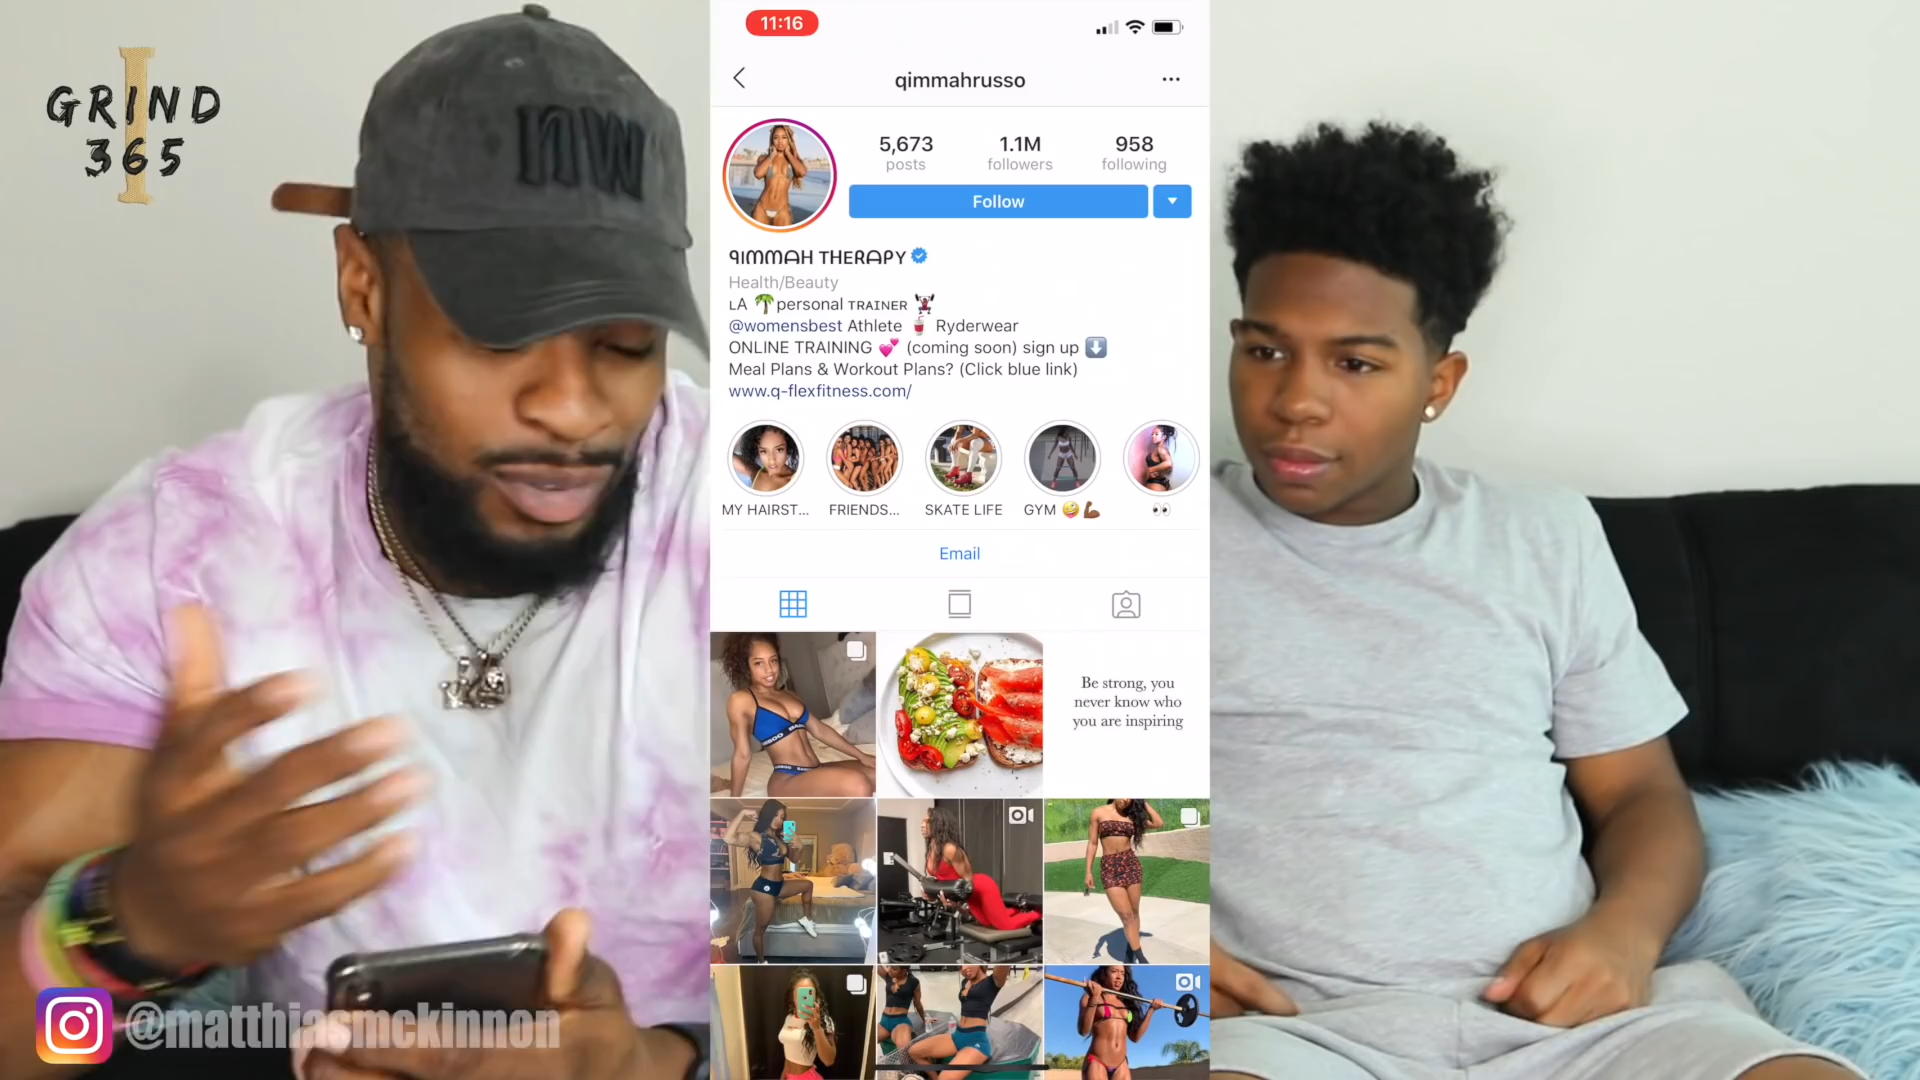 I
GRIND
365
nw
11:16
qimmahrusso
5,673
posts
1.1M
followers
958
following
Follow
qIMMAH THERAPY
Health/Beauty
LA 🌴personal TRAINER 🏋🏾‍♀️
@womensbest Athlete 🥤 Ryderwear
ONLINE TRAINING 💕 (coming soon) sign up ⬇️
Meal Plans & Workout Plans? (Click blue link)
www.q-flexfitness.com/
MY HAIRST...
FRIENDS...
SKATE LIFE
GYM 🤪💪🏾
👀
Email
Be strong, you
never know who
you are inspiring
@matthiasmckinnon